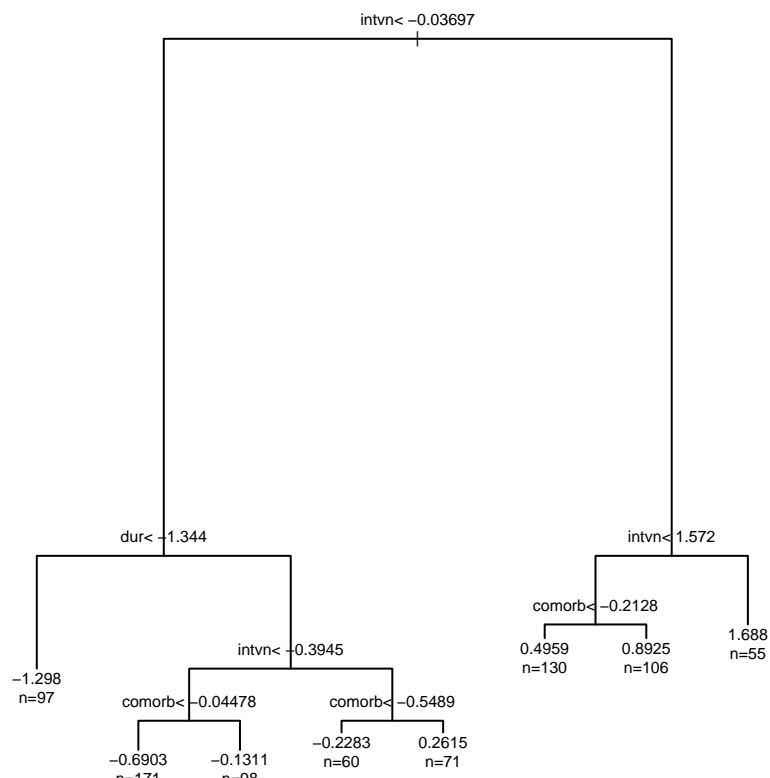 intvn< −0.03697
dur< −1.344
intvn< 1.572
comorb< −0.2128
0.4959
n=130
0.8925
n=106
1.688
n=55
intvn< −0.3945
−1.298
n=97
comorb< −0.04478
comorb< −0.5489
−0.6903
n=171
−0.1311
n=98
−0.2283
n=60
0.2615
n=71